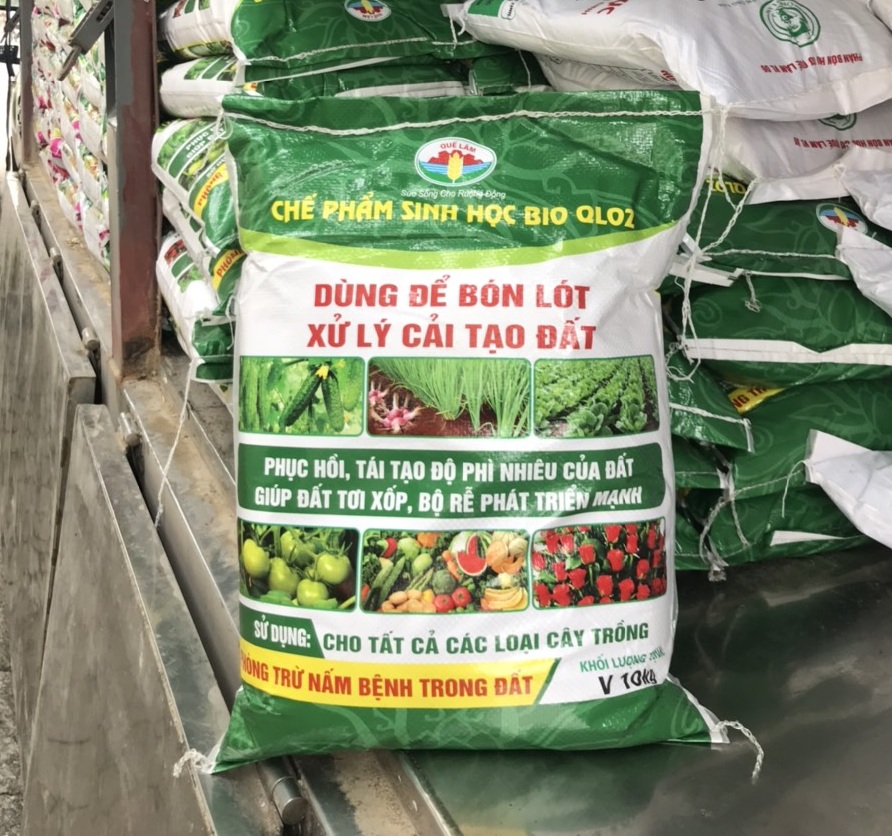 QUẾ LÂM
Sức Sống Cho Ruộng Đồng
CHẾ PHẨM SINH HỌC BIO QL02
DÙNG ĐỂ BÓN LÓT
XỬ LÝ CẢI TẠO ĐẤT
PHỤC HỒI, TÁI TẠO ĐỘ PHÌ NHIÊU CỦA ĐẤT
GIÚP ĐẤT TƠI XỐP, BỘ RỄ PHÁT TRIỂN MẠNH
SỬ DỤNG: CHO TẤT CẢ CÁC LOẠI CÂY TRỒNG
TRỪ NẤM BỆNH TRONG ĐẤT
KHỐI LƯỢNG
V 10Kg